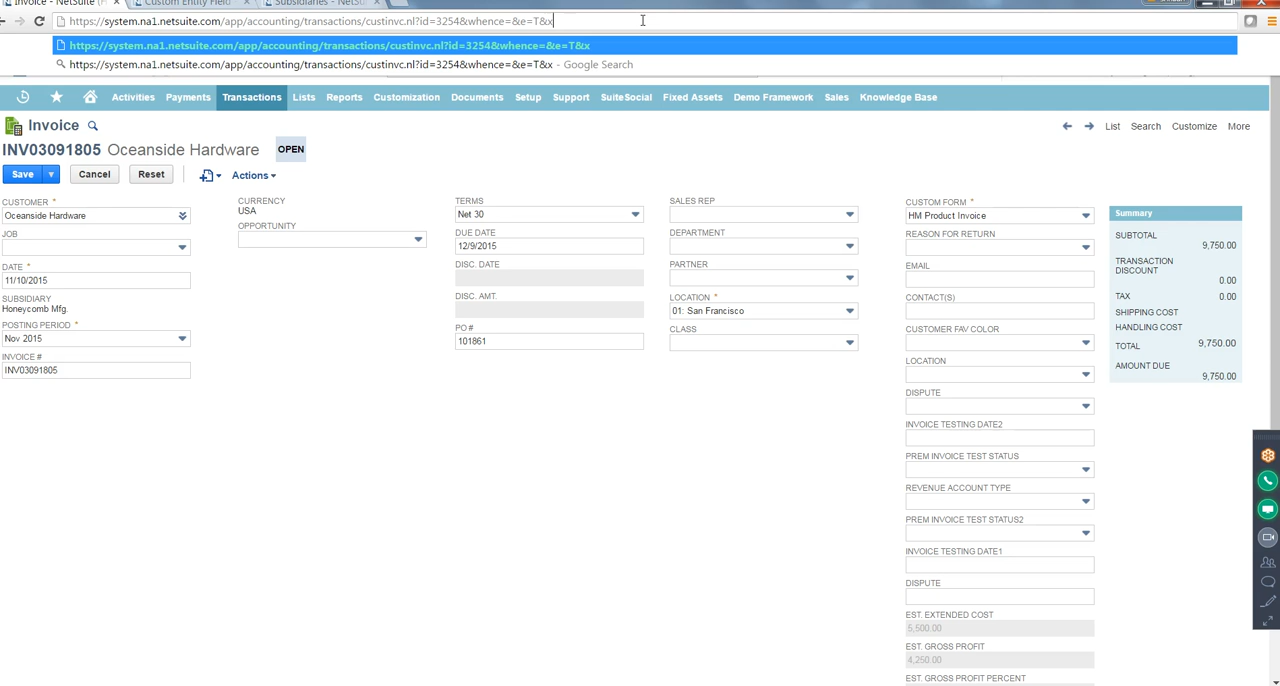 Invoice - NetSuite (
Custom Entity Field
Subsidiaries - NetSu
https://system.na1.netsuite.com/app/accounting/transactions/custinvc.nl?id=3254&whence=&e=T&x
https://system.na1.netsuite.com/app/accounting/transactions/custinvc.nl?id=3254&whence=&e=T&x
https://system.na1.netsuite.com/app/accounting/transactions/custinvc.nl?id=3254&whence=&e=T&x - Google Search
Activities Payments Transactions Lists Reports Customization Documents Setup Support SuiteSocial Fixed Assets Demo Framework Sales Knowledge Base
Invoice
List Search Customize More
INV03091805 Oceanside Hardware OPEN
Save Cancel Reset Actions
CUSTOMER *
Oceanside Hardware
JOB
DATE *
11/10/2015
SUBSIDIARY
Honeycomb Mfg.
POSTING PERIOD *
Nov 2015
INVOICE #
INV03091805
CURRENCY
USA
OPPORTUNITY
TERMS
Net 30
DUE DATE
12/9/2015
DISC. DATE
DISC. AMT.
PO #
101861
SALES REP
DEPARTMENT
PARTNER
LOCATION *
01: San Francisco
CLASS
CUSTOM FORM *
HM Product Invoice
REASON FOR RETURN
EMAIL
CONTACT(S)
CUSTOMER FAV COLOR
LOCATION
DISPUTE
INVOICE TESTING DATE2
PREM INVOICE TEST STATUS
REVENUE ACCOUNT TYPE
PREM INVOICE TEST STATUS2
INVOICE TESTING DATE1
DISPUTE
EST. EXTENDED COST
5,500.00
EST. GROSS PROFIT
4,250.00
EST. GROSS PROFIT PERCENT
Summary
SUBTOTAL
9,750.00
TRANSACTION
DISCOUNT
0.00
TAX 0.00
SHIPPING COST
HANDLING COST
TOTAL 9,750.00
AMOUNT DUE
9,750.00